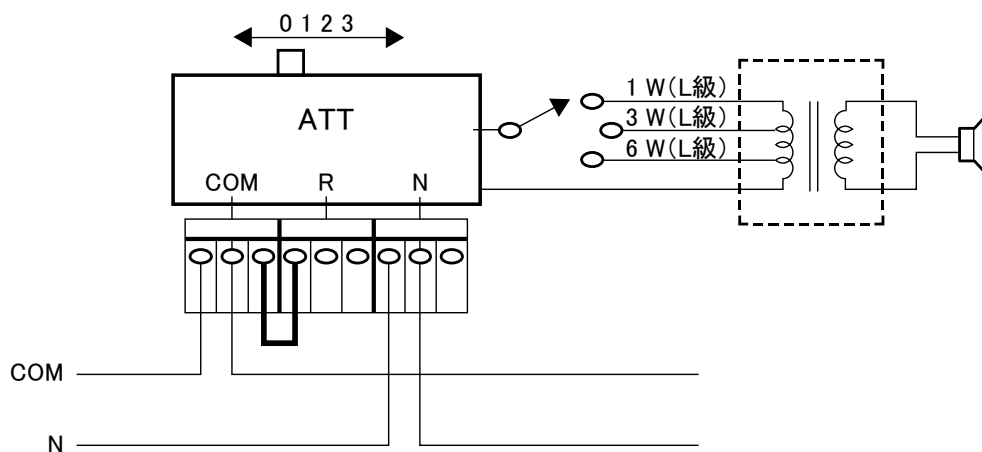 0 1 2 3
ATT
1 W(L級)
3 W(L級)
6 W(L級)
COM R N
COM
N